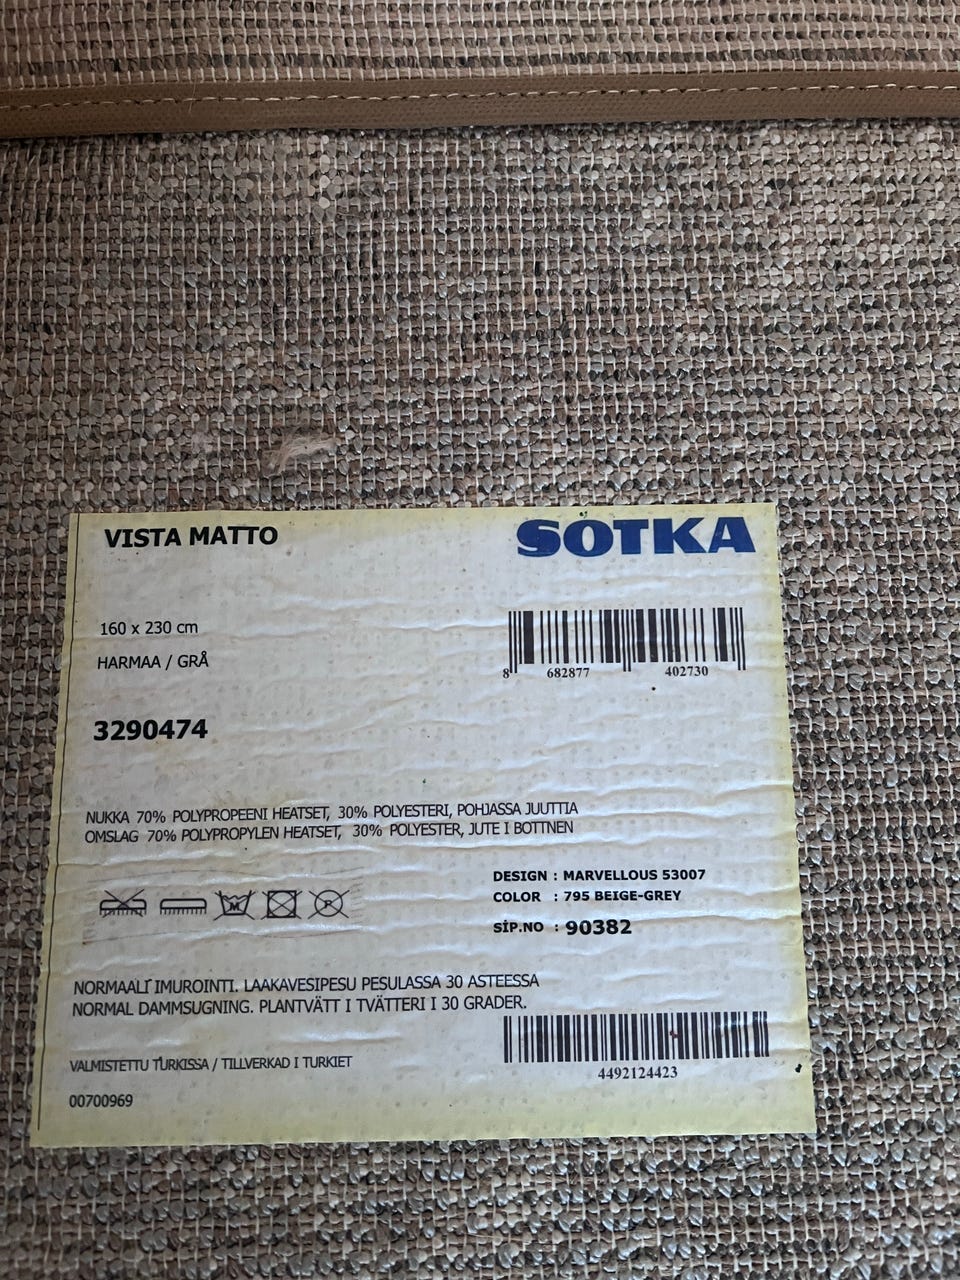 VISTA MATTO
SOTKA
160 x 230 cm
HARMAA / GRÅ
8 682877 402730
3290474
NUKKA 70% POLYPROPEENI HEATSET, 30% POLYESTERI, POHJASSA JUUTTIA
OMSLAG 70% POLYPROPYLEN HEATSET, 30% POLYESTER, JUTE I BOTTNEN
DESIGN : MARVELLOUS 53007
COLOR : 795 BEIGE-GREY
SİP.NO : 90382
P
NORMAALI IMUROINTI. LAAKAVESIPESU PESULASSA 30 ASTEESSA
NORMAL DAMMSUGNING. PLANTVÄTT I TVÄTTERI I 30 GRADER.
4492124423
VALMISTETTU TURKISSA / TILLVERKAD I TURKIET
00700969